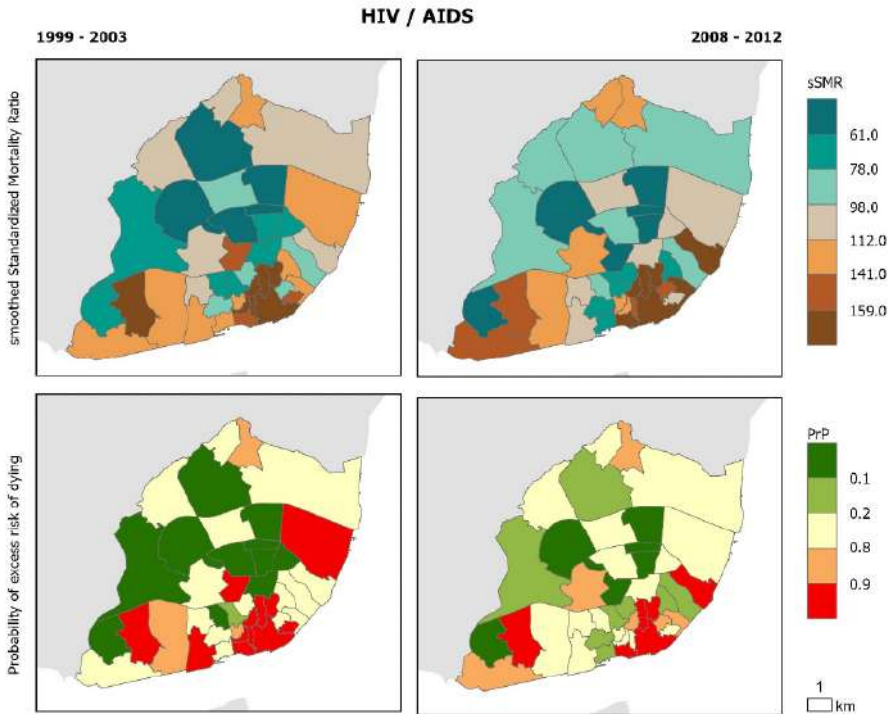 HIV / AIDS
1999 - 2003
2008 - 2012
smoothed Standardized Mortality Ratio
sSMR
61.0
78.0
98.0
112.0
141.0
159.0
Probability of excess risk of dying
PrP
0.1
0.2
0.8
0.9
1
km